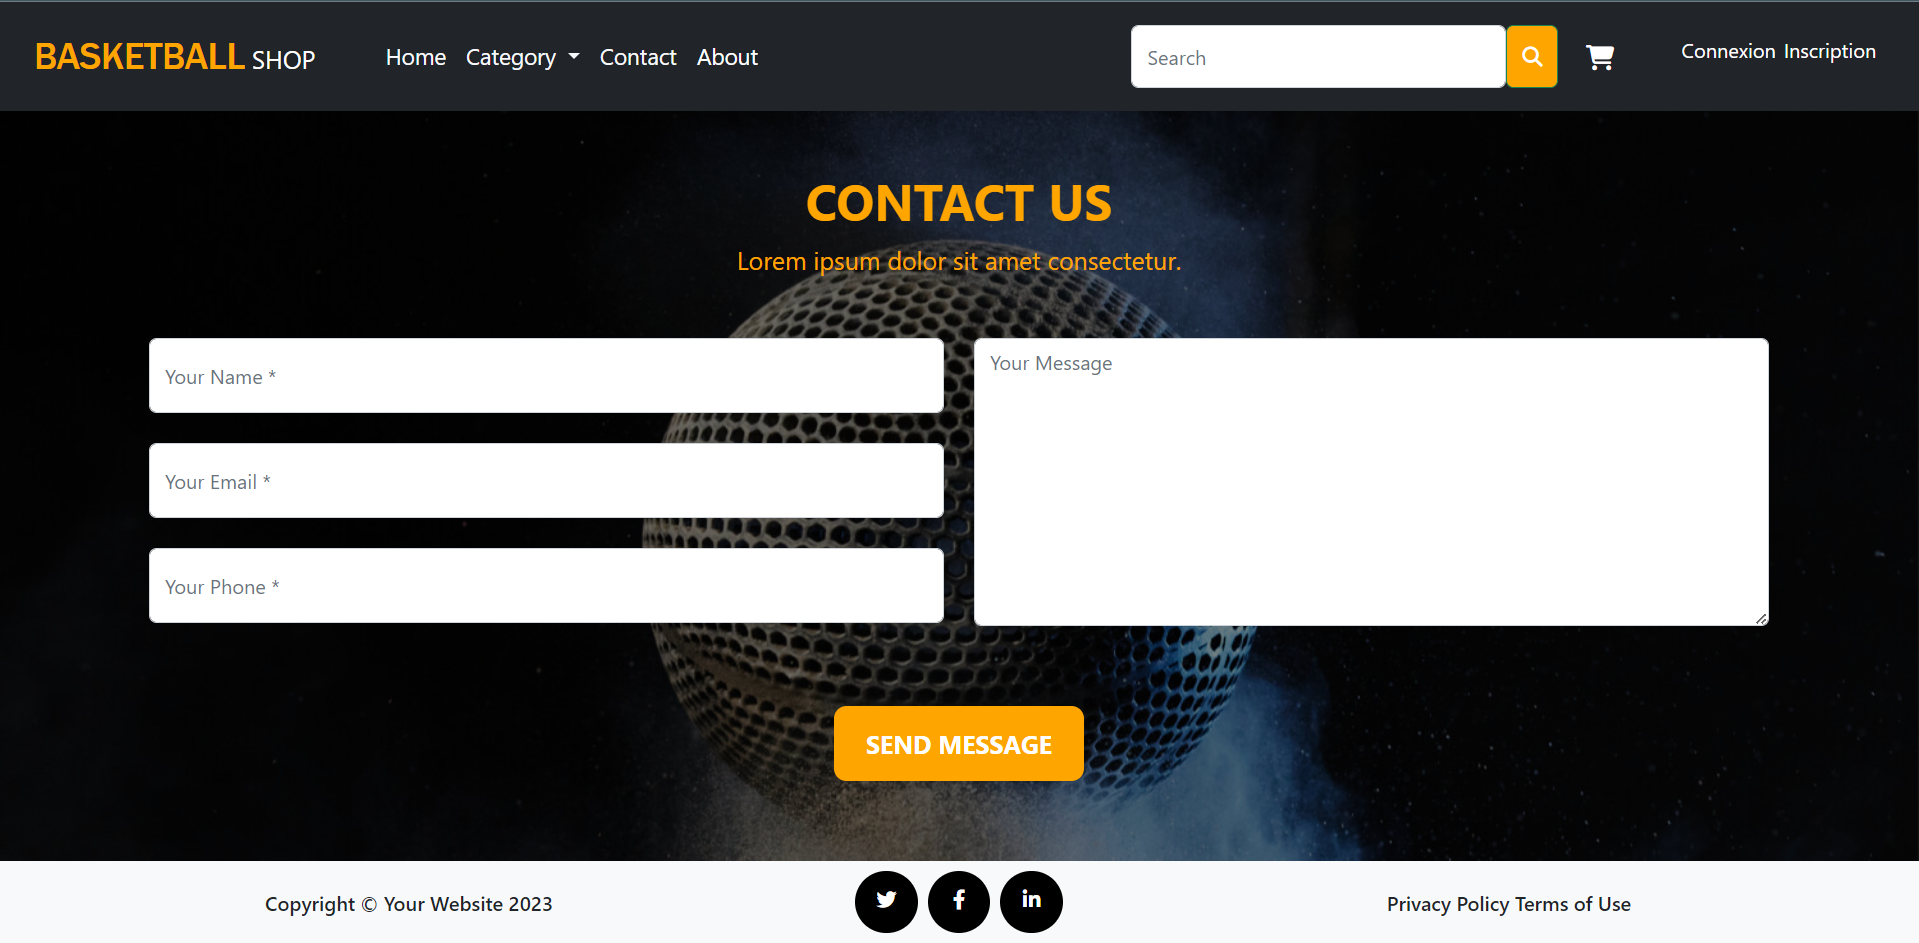 BASKETBALL SHOP Home Category Contact About Search Connexion Inscription
CONTACT US
Lorem ipsum dolor sit amet consectetur.
Your Name *
Your Email *
Your Phone *
Your Message
SEND MESSAGE
Copyright © Your Website 2023
Privacy Policy Terms of Use